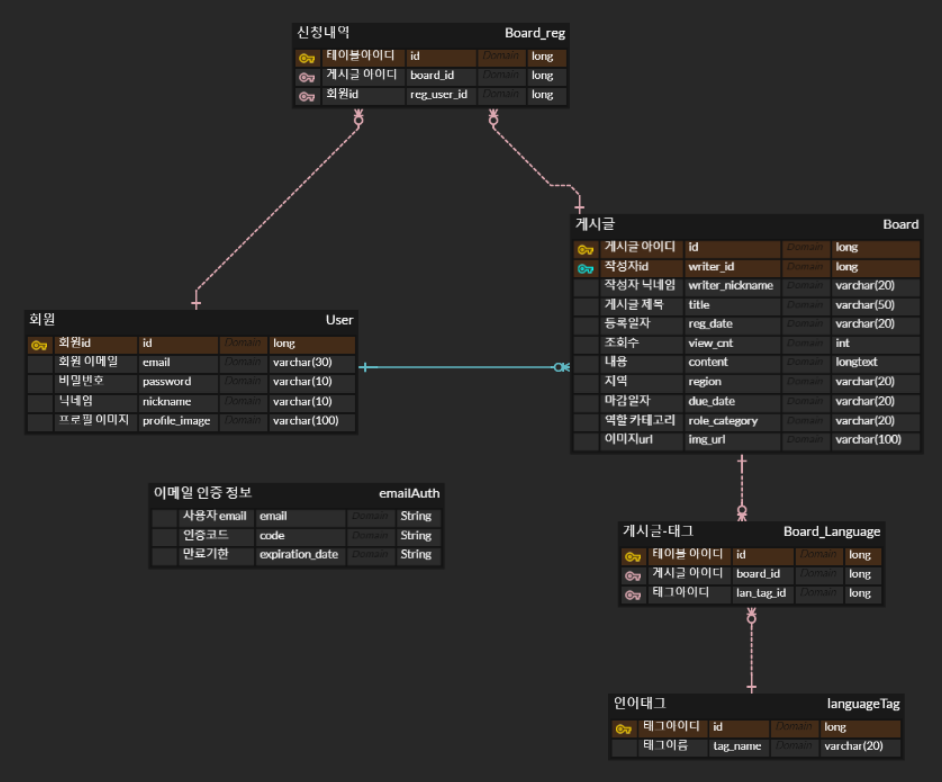 신청내역 Board_reg
테이블아이디 id Domain long
게시글 아이디 board_id Domain long
회원id reg_user_id Domain long
게시글 Board
게시글 아이디 id Domain long
작성자id writer_id Domain long
작성자 닉네임 writer_nickname Domain varchar(20)
게시글 제목 title Domain varchar(50)
등록일자 reg_date Domain varchar(20)
조회수 view_cnt Domain int
내용 content Domain longtext
지역 region Domain varchar(20)
마감일자 due_date Domain varchar(20)
역할 카테고리 role_category Domain varchar(20)
이미지url img_url Domain varchar(100)
회원 User
회원id id Domain long
회원 이메일 email Domain varchar(30)
비밀번호 password Domain varchar(10)
닉네임 nickname Domain varchar(10)
프로필 이미지 profile_image Domain varchar(100)
이메일 인증 정보 emailAuth
사용자 email email Domain String
인증코드 code Domain String
만료기한 expiration_date Domain String
게시글-태그 Board_Language
테이블 아이디 id Domain long
게시글 아이디 board_id Domain long
태그아이디 lan_tag_id Domain long
언어태그 languageTag
태그아이디 id Domain long
태그이름 tag_name Domain varchar(20)